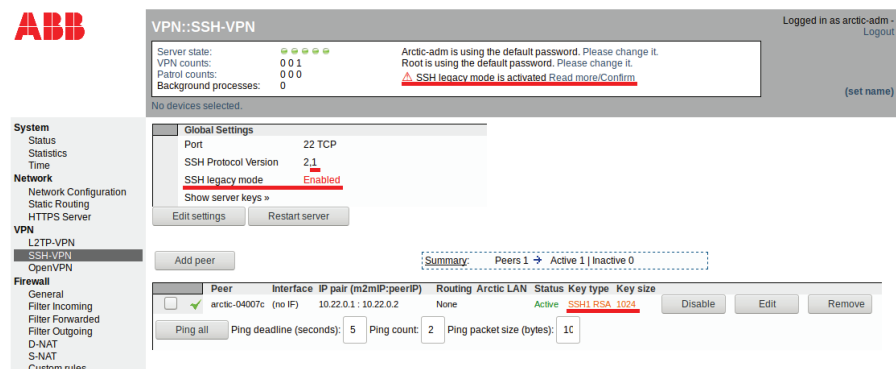 ABB
VPN::SSH-VPN
Logged in as arctic-adm -
Logout
Server state:
VPN counts: 0 0 1
Patrol counts: 0 0 0
Background processes: 0
Arctic-adm is using the default password. Please change it.
Root is using the default password. Please change it.
SSH legacy mode is activated Read more/Confirm
(set name)
No devices selected.
System
Status
Statistics
Time
Network
Network Configuration
Static Routing
HTTPS Server
VPN
L2TP-VPN
SSH-VPN
OpenVPN
Firewall
General
Filter Incoming
Filter Forwarded
Filter Outgoing
D-NAT
S-NAT
Custom rules
Global Settings
Port 22 TCP
SSH Protocol Version 2,1
SSH legacy mode Enabled
Show server keys »
Edit settings Restart server
Add peer Summary: Peers 1 → Active 1 | Inactive 0
Peer Interface IP pair (m2mIP:peerIP) Routing Arctic LAN Status Key type Key size
arctic-04007c (no IF) 10.22.0.1 : 10.22.0.2 None Active SSH1 RSA 1024 Disable Edit Remove
Ping all Ping deadline (seconds): 5 Ping count: 2 Ping packet size (bytes):